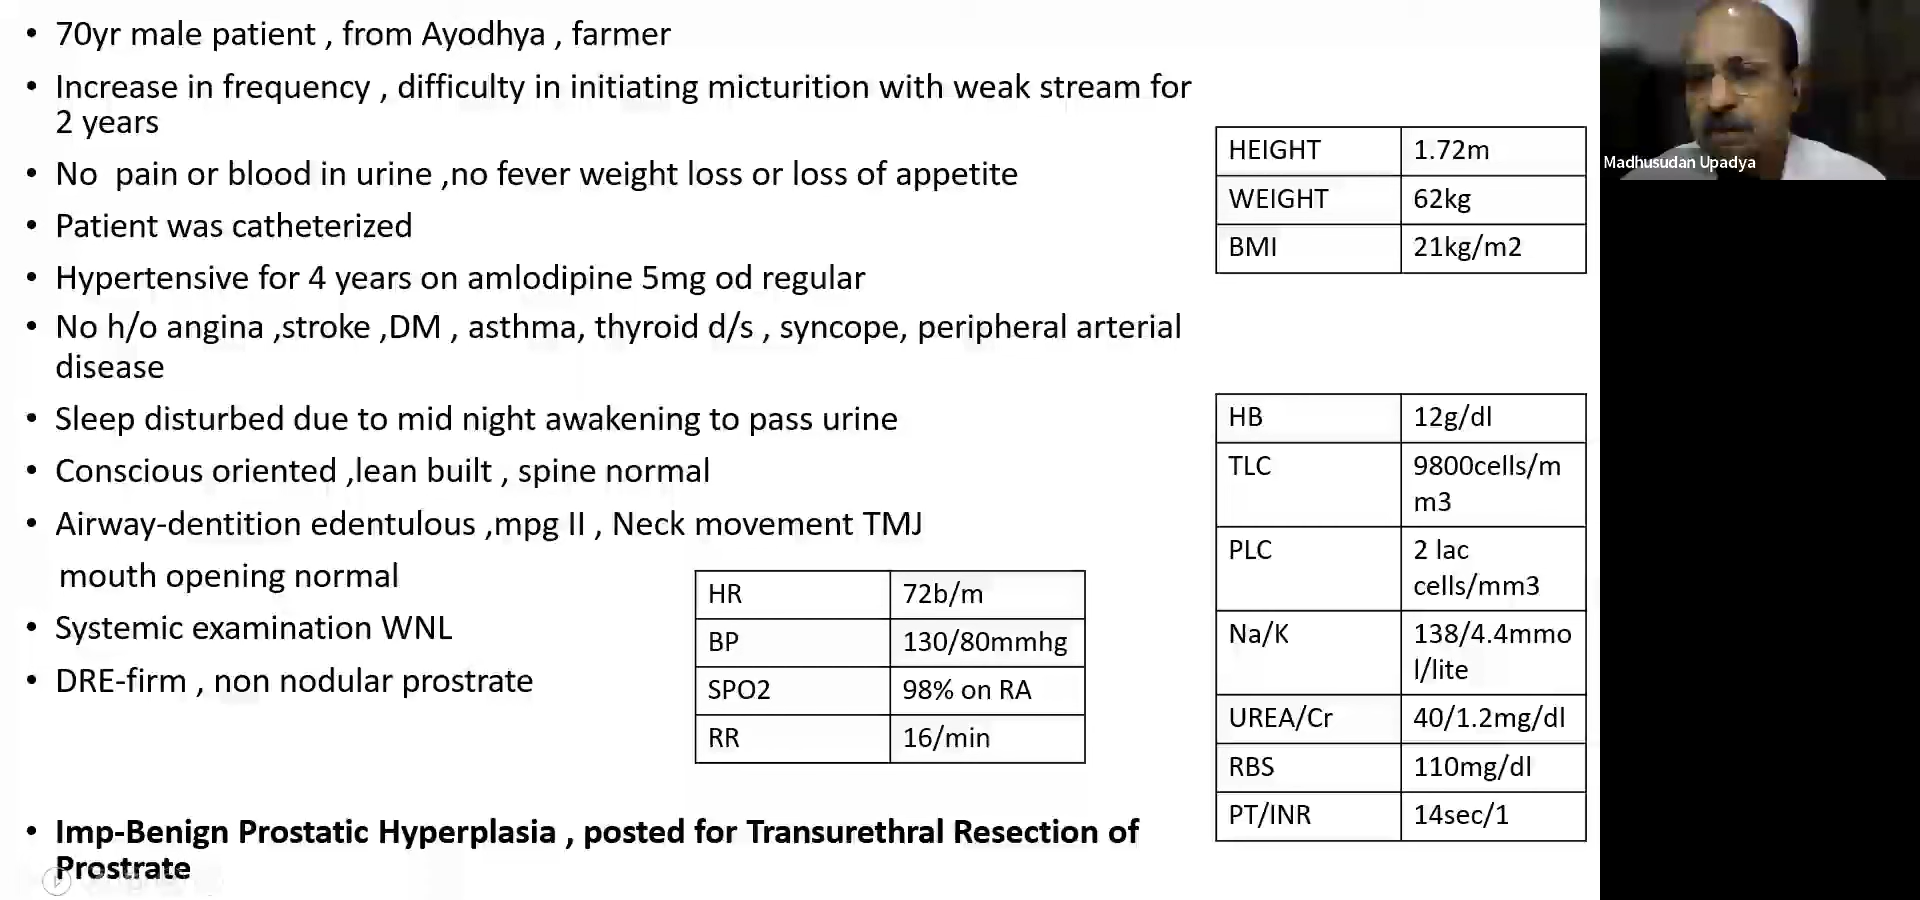 • 70yr male patient , from Ayodhya , farmer
• Increase in frequency , difficulty in initiating micturition with weak stream for
2 years
• No  pain or blood in urine ,no fever weight loss or loss of appetite
• Patient was catheterized
• Hypertensive for 4 years on amlodipine 5mg od regular
• No h/o angina ,stroke ,DM , asthma, thyroid d/s , syncope, peripheral arterial
disease
• Sleep disturbed due to mid night awakening to pass urine
• Conscious oriented ,lean built , spine normal
• Airway-dentition edentulous ,mpg II , Neck movement TMJ
mouth opening normal
• Systemic examination WNL
• DRE-firm , non nodular prostrate
• Imp-Benign Prostatic Hyperplasia , posted for Transurethral Resection of
Prostrate
HR 72b/m
BP 130/80mmhg
SPO2 98% on RA
RR 16/min
HEIGHT 1.72m
WEIGHT 62kg
BMI 21kg/m2
HB 12g/dl
TLC 9800cells/m
m3
PLC 2 lac
cells/mm3
Na/K 138/4.4mmo
l/lite
UREA/Cr 40/1.2mg/dl
RBS 110mg/dl
PT/INR 14sec/1
Madhusudan Upadya